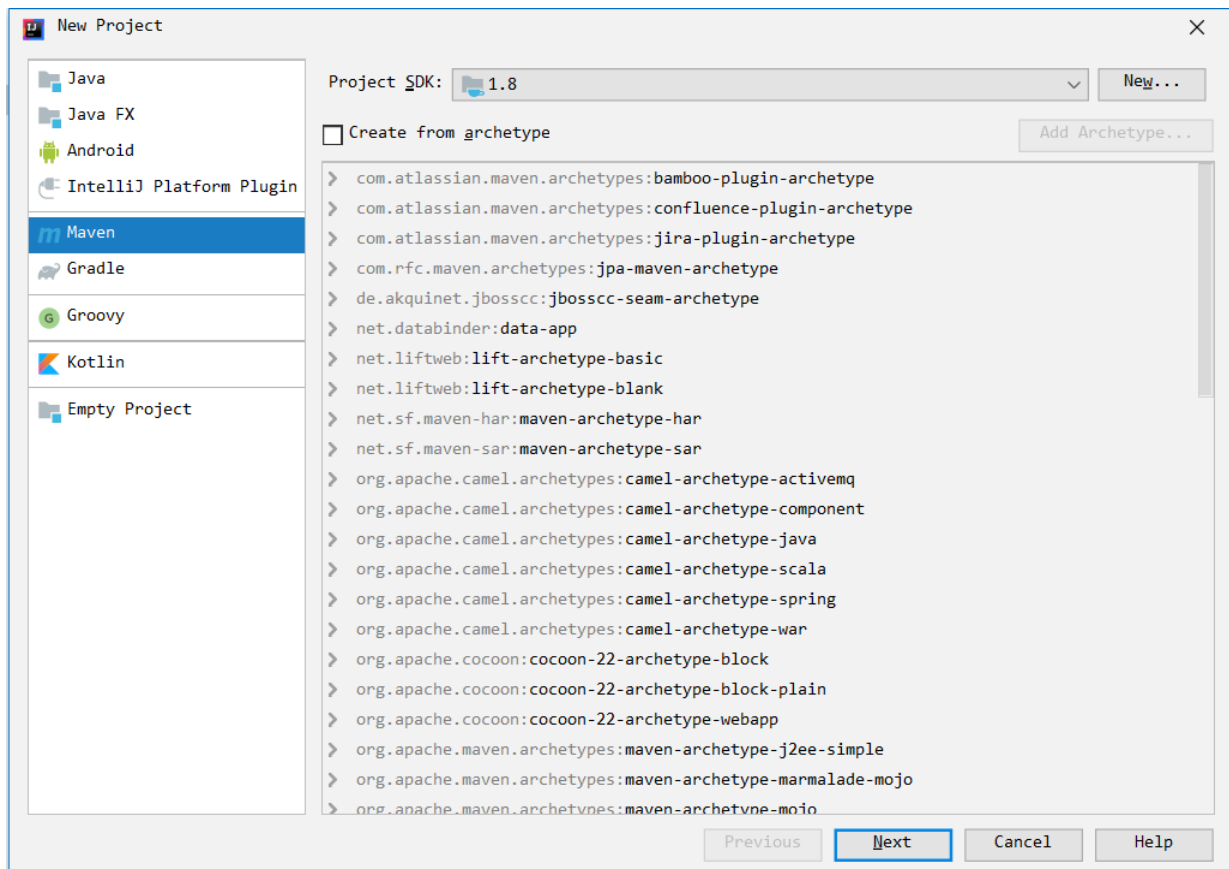 New Project
Java
Java FX
Android
IntelliJ Platform Plugin
Maven
Gradle
Groovy
Kotlin
Empty Project
Project SDK: 1.8 New...
Create from archetype Add Archetype...
com.atlassian.maven.archetypes:bamboo-plugin-archetype
com.atlassian.maven.archetypes:confluence-plugin-archetype
com.atlassian.maven.archetypes:jira-plugin-archetype
com.rfc.maven.archetypes:jpa-maven-archetype
de.akquinet.jbosscc:jbosscc-seam-archetype
net.databinder:data-app
net.liftweb:lift-archetype-basic
net.liftweb:lift-archetype-blank
net.sf.maven-har:maven-archetype-har
net.sf.maven-sar:maven-archetype-sar
org.apache.camel.archetypes:camel-archetype-activemq
org.apache.camel.archetypes:camel-archetype-component
org.apache.camel.archetypes:camel-archetype-java
org.apache.camel.archetypes:camel-archetype-scala
org.apache.camel.archetypes:camel-archetype-spring
org.apache.camel.archetypes:camel-archetype-war
org.apache.cocoon:cocoon-22-archetype-block
org.apache.cocoon:cocoon-22-archetype-block-plain
org.apache.cocoon:cocoon-22-archetype-webapp
org.apache.maven.archetypes:maven-archetype-j2ee-simple
org.apache.maven.archetypes:maven-archetype-marmalade-mojo
org.apache.maven.archetypes:maven-archetype-mojo
Previous Next Cancel Help